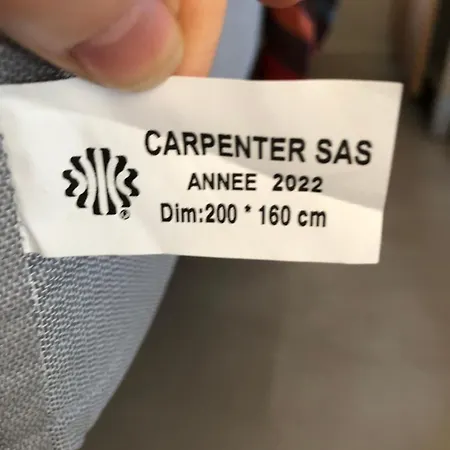 CARPENTER SAS
ANNEE 2022
Dim:200 * 160 cm
®